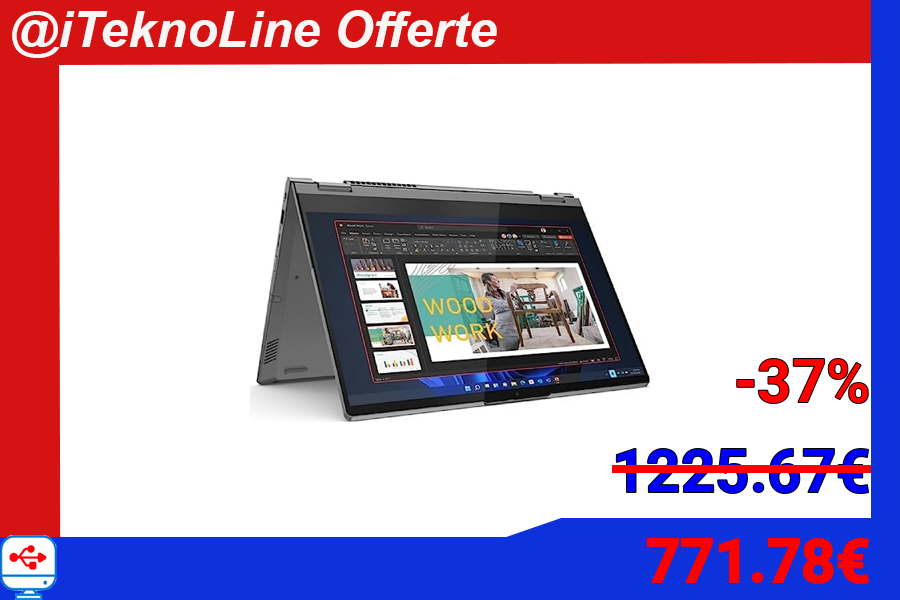 @iTeknoLine Offerte
WOOD
WORK
-37%
1225.67€
771.78€